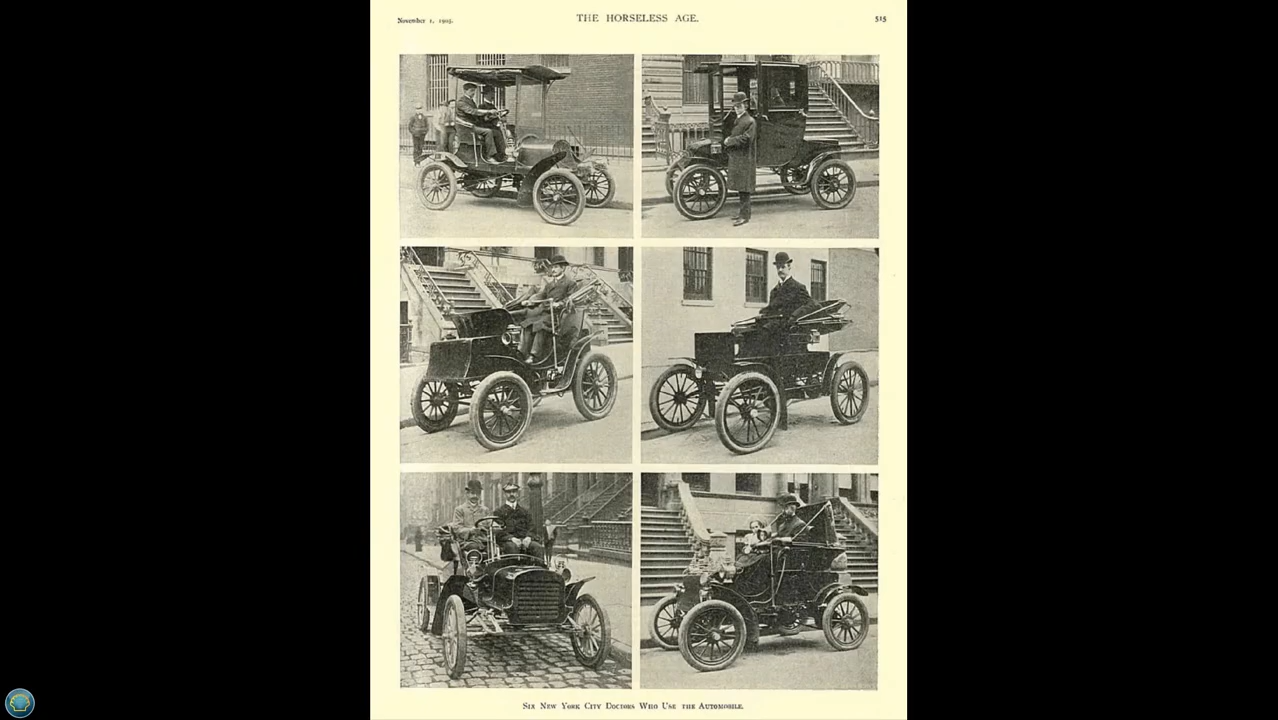 November 1, 1905.
THE HORSELESS AGE.
515
SIX NEW YORK CITY DOCTORS WHO USE THE AUTOMOBILE.